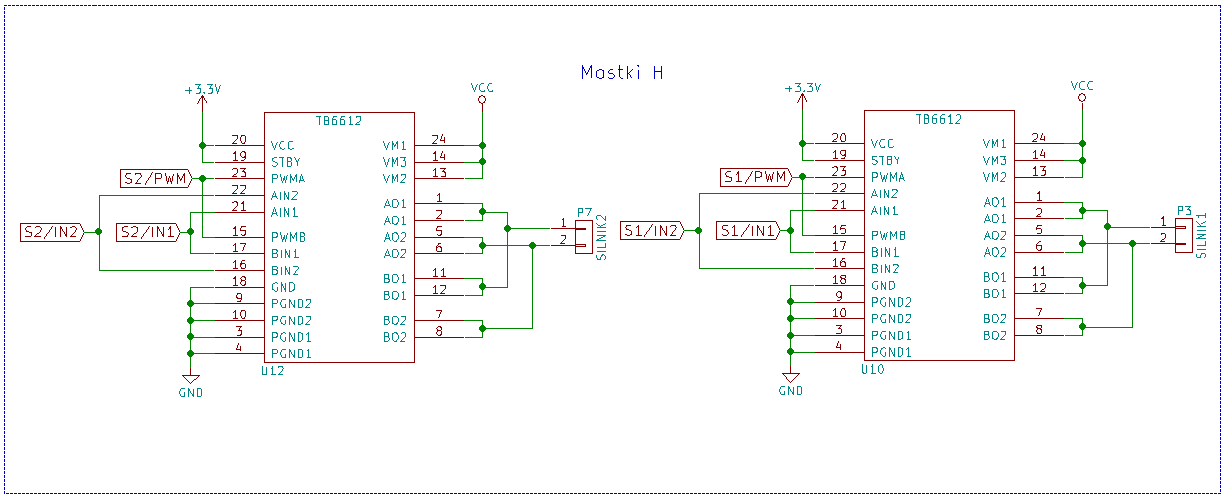 Mostki H
+3.3V
VCC
TB6612
20 VCC
19 STBY
S2/PWM 23 PWMA
22 AIN2
21 AIN1
S2/IN2
S2/IN1
15 PWMB
17 BIN1
16 BIN2
18 GND
9 PGND2
10 PGND2
3 PGND1
4 PGND1
VM1 24
VM3 14
VM2 13
AO1 1
AO1 2
AO2 5
AO2 6
BO1 11
BO1 12
BO2 7
BO2 8
P7
1
2
SILNIK2
U12
GND
+3.3V
VCC
TB6612
20 VCC
19 STBY
S1/PWM 23 PWMA
22 AIN2
21 AIN1
S1/IN2
S1/IN1
15 PWMB
17 BIN1
16 BIN2
18 GND
9 PGND2
10 PGND2
3 PGND1
4 PGND1
VM1 24
VM3 14
VM2 13
AO1 1
AO1 2
AO2 5
AO2 6
BO1 11
BO1 12
BO2 7
BO2 8
P3
1
2
SILNIK1
U10
GND